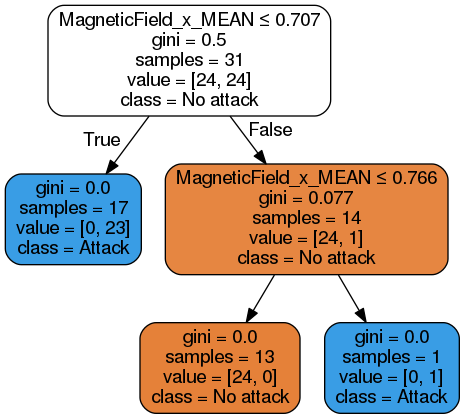 MagneticField_x_MEAN ≤ 0.707
gini = 0.5
samples = 31
value = [24, 24]
class = No attack
True
False
gini = 0.0
samples = 17
value = [0, 23]
class = Attack
MagneticField_x_MEAN ≤ 0.766
gini = 0.077
samples = 14
value = [24, 1]
class = No attack
gini = 0.0
samples = 13
value = [24, 0]
class = No attack
gini = 0.0
samples = 1
value = [0, 1]
class = Attack